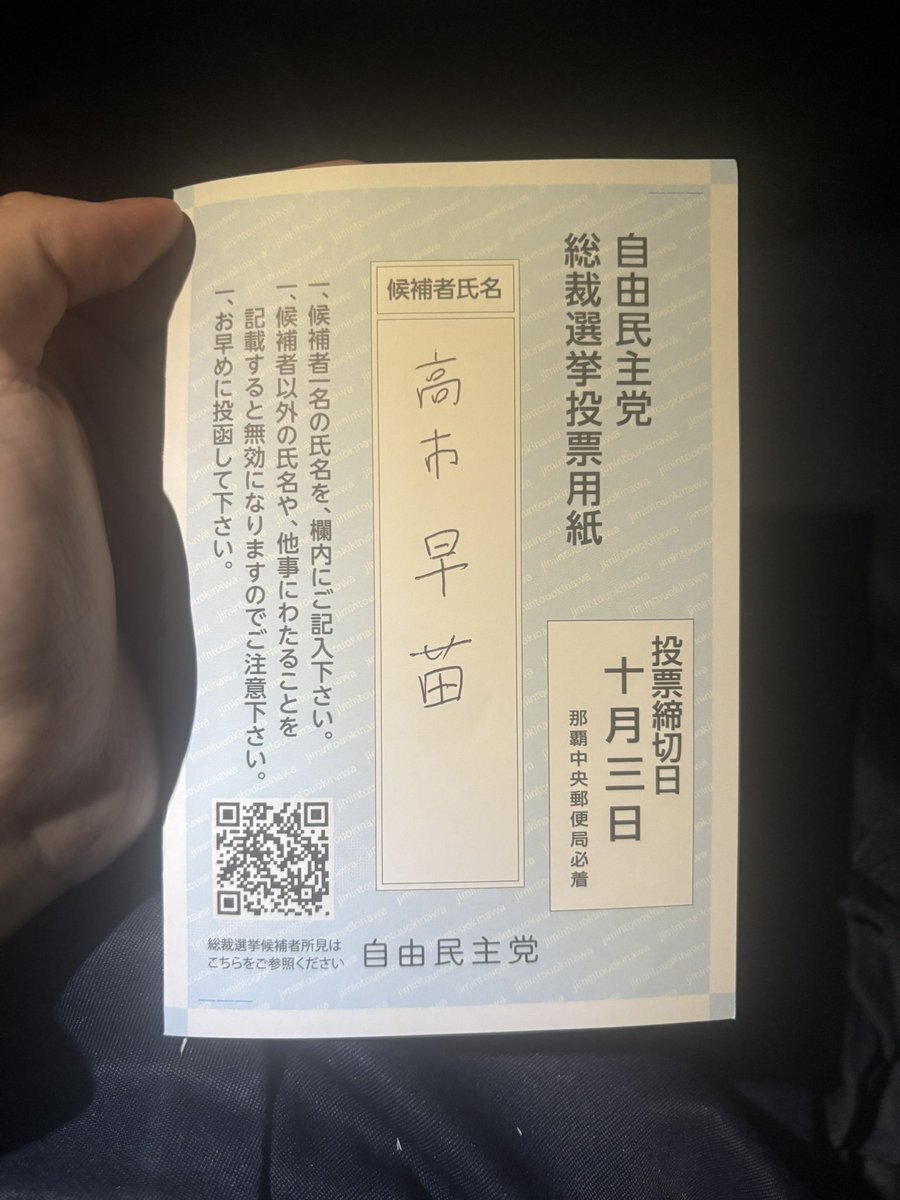 自由民主党
総裁選挙投票用紙
投票締切日
十月三日
那覇中央郵便局必着
候補者氏名
高市早苗
一、候補者一名の氏名を、欄内にご記入下さい。
一、候補者以外の氏名や、他事にわたることを
記載すると無効になりますのでご注意下さい。
一、お早めに投函して下さい。
総裁選挙候補者所見は
こちらをご参照ください
自由民主党
jimintouokinawa